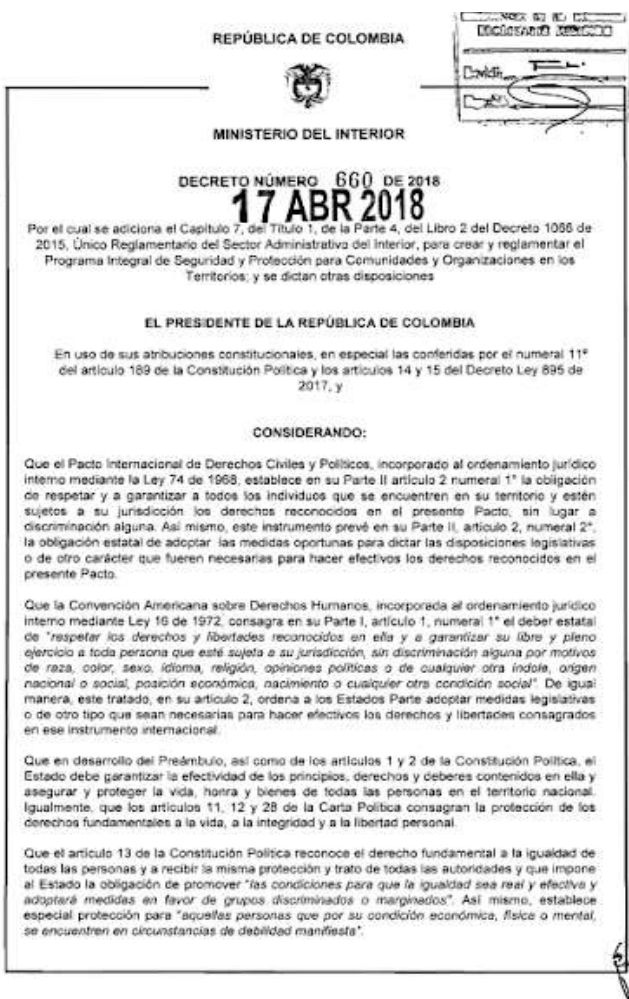 REPÚBLICA DE COLOMBIA
MINISTERIO DEL INTERIOR
DECRETO NÚMERO 660 DE 2018
17 ABR 2018
Por el cual se adiciona el Capítulo 7, del Título 1, de la Parte 4, del Libro 2 del Decreto 1066 de
2015, Único Reglamentario del Sector Administrativo del Interior, para crear y reglamentar el
Programa Integral de Seguridad y Protección para Comunidades y Organizaciones en los
Territorios; y se dictan otras disposiciones
EL PRESIDENTE DE LA REPÚBLICA DE COLOMBIA
En uso de sus atribuciones constitucionales, en especial las conferidas por el numeral 11º
del artículo 189 de la Constitución Política y los artículos 14 y 15 del Decreto Ley 895 de
2017, y
CONSIDERANDO:
Que el Pacto Internacional de Derechos Civiles y Políticos, incorporado al ordenamiento jurídico
interno mediante la Ley 74 de 1968, establece en su Parte II artículo 2 numeral 1º la obligación
de respetar y a garantizar a todos los individuos que se encuentren en su territorio y estén
sujetos a su jurisdicción los derechos reconocidos en el presente Pacto, sin lugar a
discriminación alguna. Así mismo, este instrumento prevé en su Parte II, artículo 2, numeral 2º,
la obligación estatal de adoptar las medidas oportunas para dictar las disposiciones legislativas
o de otro carácter que fueren necesarias para hacer efectivos los derechos reconocidos en el
presente Pacto.
Que la Convención Americana sobre Derechos Humanos, incorporada al ordenamiento jurídico
interno mediante Ley 16 de 1972, consagra en su Parte I, artículo 1, numeral 1º el deber estatal
de "respetar los derechos y libertades reconocidos en ella y a garantizar su libre y pleno
ejercicio a toda persona que esté sujeta a su jurisdicción, sin discriminación alguna por motivos
de raza, color, sexo, idioma, religión, opiniones políticas o de cualquier otra índole, origen
nacional o social, posición económica, nacimiento o cualquier otra condición social". De igual
manera, este tratado, en su artículo 2, ordena a los Estados Parte adoptar medidas legislativas
o de otro tipo que sean necesarias para hacer efectivos los derechos y libertades consagrados
en ese instrumento internacional.
Que en desarrollo del Preámbulo, así como de los artículos 1 y 2 de la Constitución Política, el
Estado debe garantizar la efectividad de los principios, derechos y deberes contenidos en ella y
asegurar y proteger la vida, honra y bienes de todas las personas en el territorio nacional.
Igualmente, que los artículos 11, 12 y 28 de la Carta Política consagran la protección de los
derechos fundamentales a la vida, a la integridad y a la libertad personal.
Que el artículo 13 de la Constitución Política reconoce el derecho fundamental a la igualdad de
todas las personas y a recibir la misma protección y trato de todas las autoridades y que impone
al Estado la obligación de promover "las condiciones para que la igualdad sea real y efectiva y
adoptará medidas en favor de grupos discriminados o marginados". Así mismo, establece
especial protección para "aquellas personas que por su condición económica, física o mental,
se encuentren en circunstancias de debilidad manifiesta".